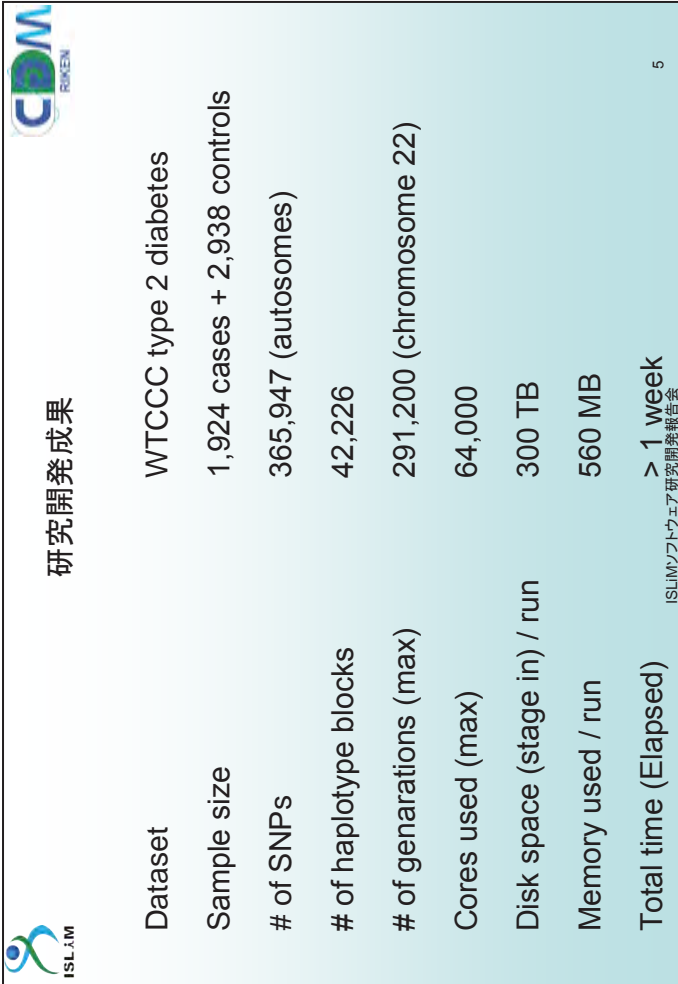 ISLiM
研究開発成果
RIKEN
Dataset WTCCC type 2 diabetes
Sample size 1,924 cases + 2,938 controls
# of SNPs 365,947 (autosomes)
# of haplotype blocks 42,226
# of genarations (max) 291,200 (chromosome 22)
Cores used (max) 64,000
Disk space (stage in) / run 300 TB
Memory used / run 560 MB
Total time (Elapsed) > 1 week
ISLiMソフトウェア研究開発報告会
5